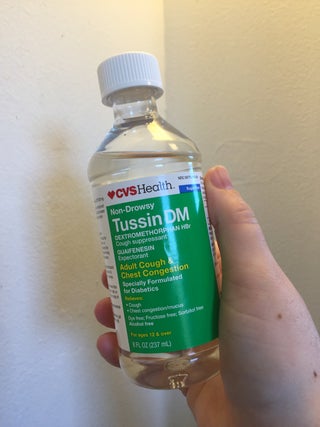 CVSHealth.
Non-Drowsy
Tussin DM
DEXTROMETHORPHAN HBr
Cough suppressant
GUAIFENESIN
Expectorant
Adult Cough &
Chest Congestion
Specially Formulated
for Diabetics
Relieves:
• Cough
• Chest congestion/mucus
Dye free; Fructose free; Sorbitol free
Alcohol free
For ages 12 & over
8 FL OZ (237 mL)